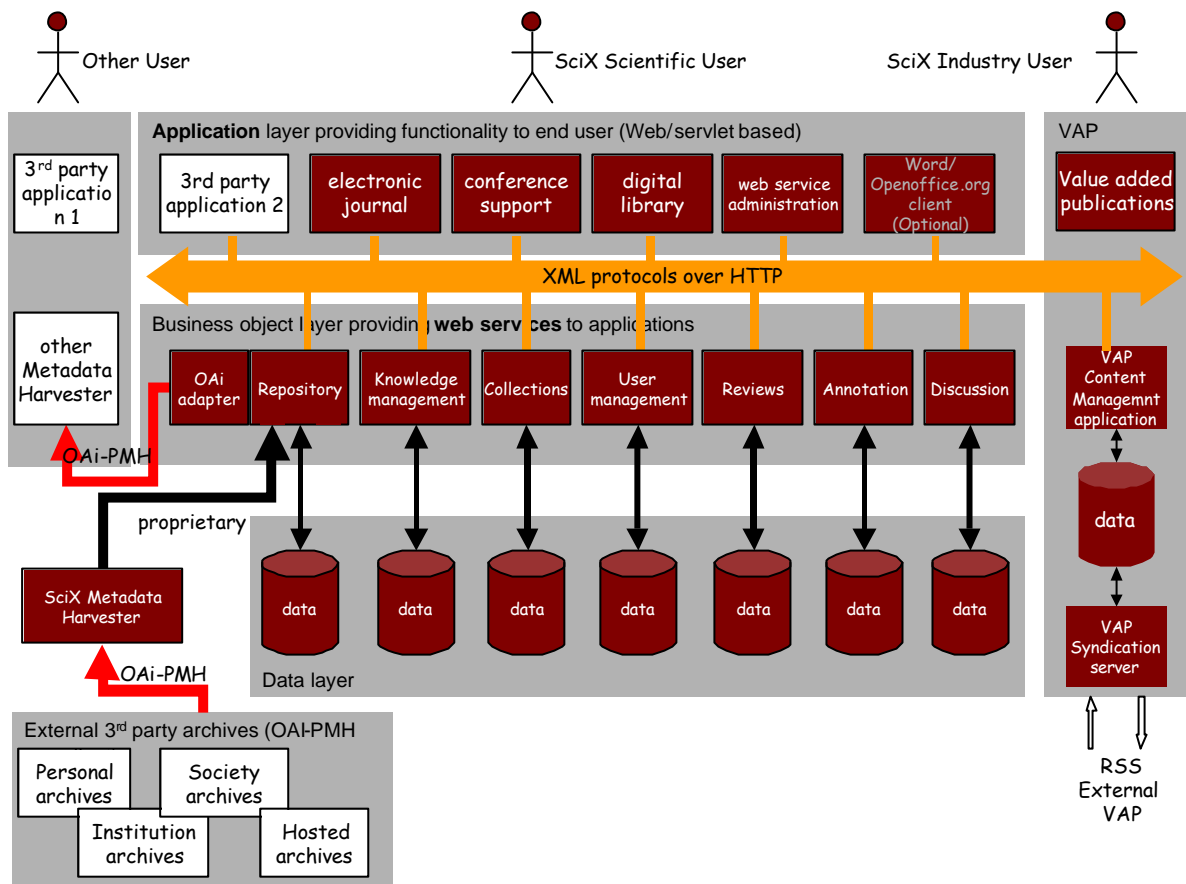 Other User
SciX Scientific User
SciX Industry User
Application layer providing functionality to end user (Web/servlet based)
VAP
3rd party
applicatio
n 1
3rd party
application 2
electronic
journal
conference
support
digital
library
web service
administration
Word/
Openoffice.org
client
(Optional)
Value added
publications
XML protocols over HTTP
Business object layer providing web services to applications
other
Metadata
Harvester
OAi
adapter
Repository
Knowledge
management
Collections
User
management
Reviews
Annotation
Discussion
VAP
Content
Managemnt
application
OAi-PMH
proprietary
data
SciX Metadata
Harvester
data
data
data
data
data
data
data
VAP
Syndication
server
OAi-PMH
Data layer
External 3rd party archives (OAI-PMH
Personal
archives
Society
archives
Institution
archives
Hosted
archives
RSS
External
VAP